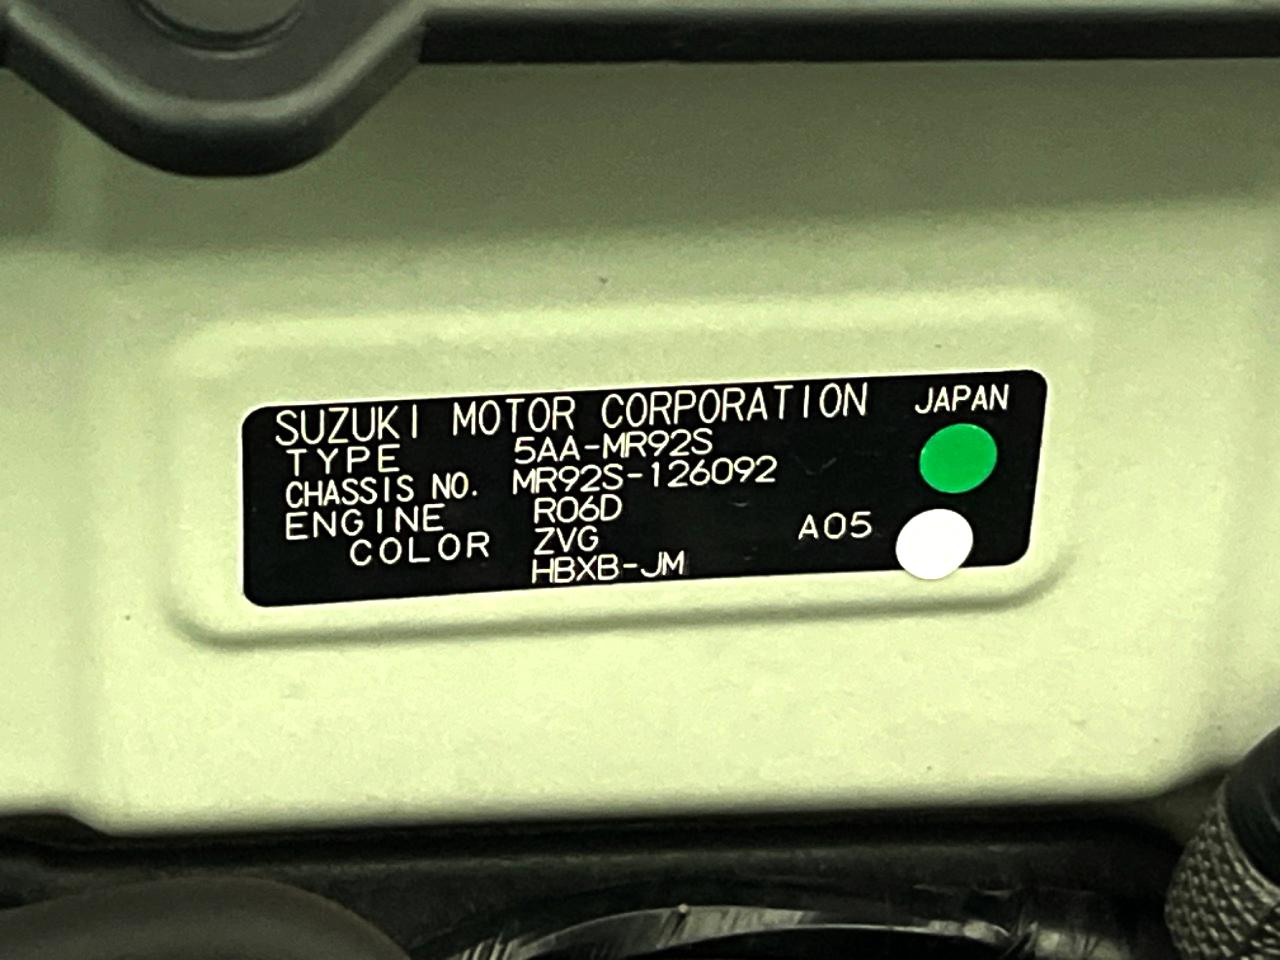 SUZUKI MOTOR CORPORATION JAPAN
TYPE 5AA-MR92S
CHASSIS NO. MR92S-126092
ENGINE R06D
COLOR ZVG A05
HBXB-JM